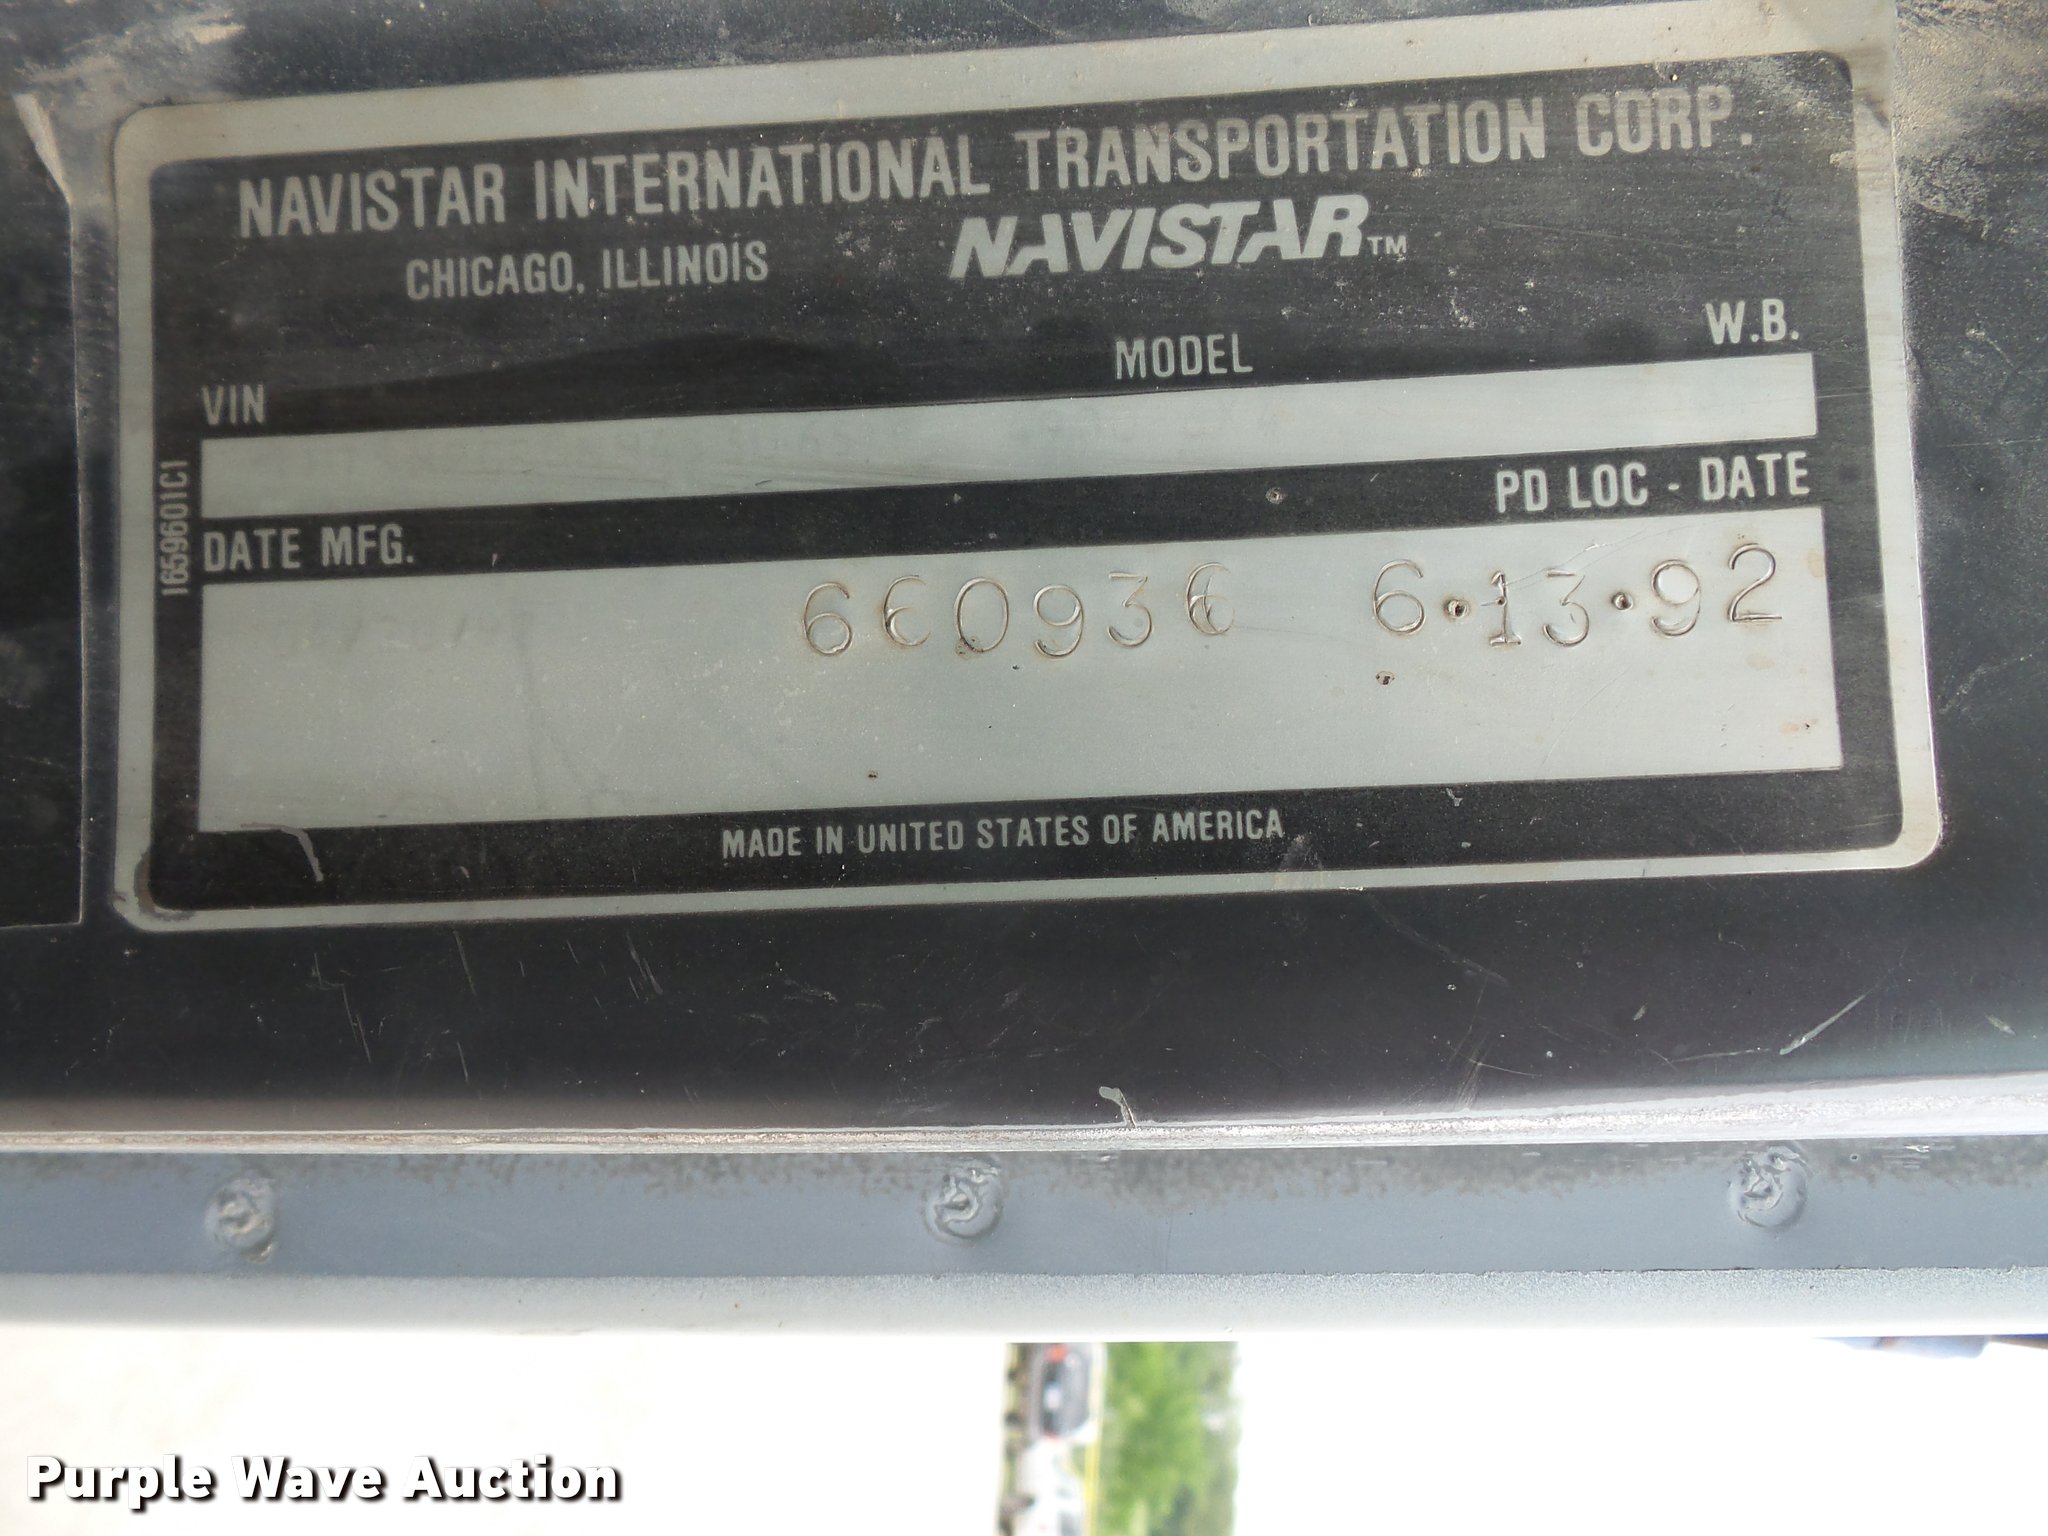 NAVISTAR INTERNATIONAL TRANSPORTATION CORP.
CHICAGO, ILLINOIS NAVISTAR™
VIN MODEL W.B.
1659601C1
DATE MFG. PD LOC - DATE
660936 6·13·92
MADE IN UNITED STATES OF AMERICA
Purple Wave Auction